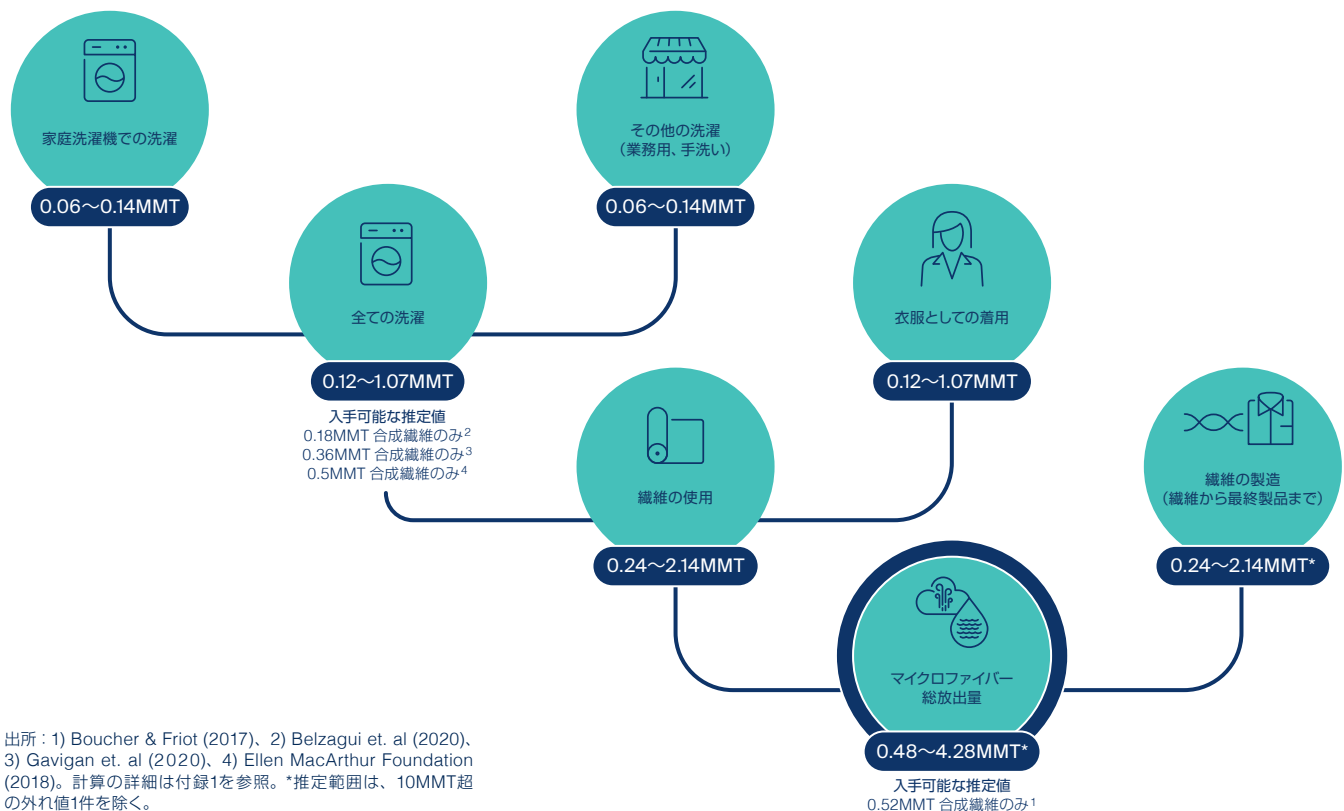 家庭洗濯機での洗濯
0.06〜0.14MMT
その他の洗濯
（業務用、手洗い）
0.06〜0.14MMT
全ての洗濯
0.12〜1.07MMT
入手可能な推定値
0.18MMT 合成繊維のみ2
0.36MMT 合成繊維のみ3
0.5MMT 合成繊維のみ4
衣服としての着用
0.12〜1.07MMT
繊維の使用
0.24〜2.14MMT
繊維の製造
（繊維から最終製品まで）
0.24〜2.14MMT*
マイクロファイバー
総放出量
0.48〜4.28MMT*
入手可能な推定値
0.52MMT 合成繊維のみ1
出所：1) Boucher & Friot (2017)、2) Belzagui et. al (2020)、
3) Gavigan et. al (2020)、4) Ellen MacArthur Foundation
(2018)。計算の詳細は付録1を参照。*推定範囲は、10MMT超
の外れ値1件を除く。